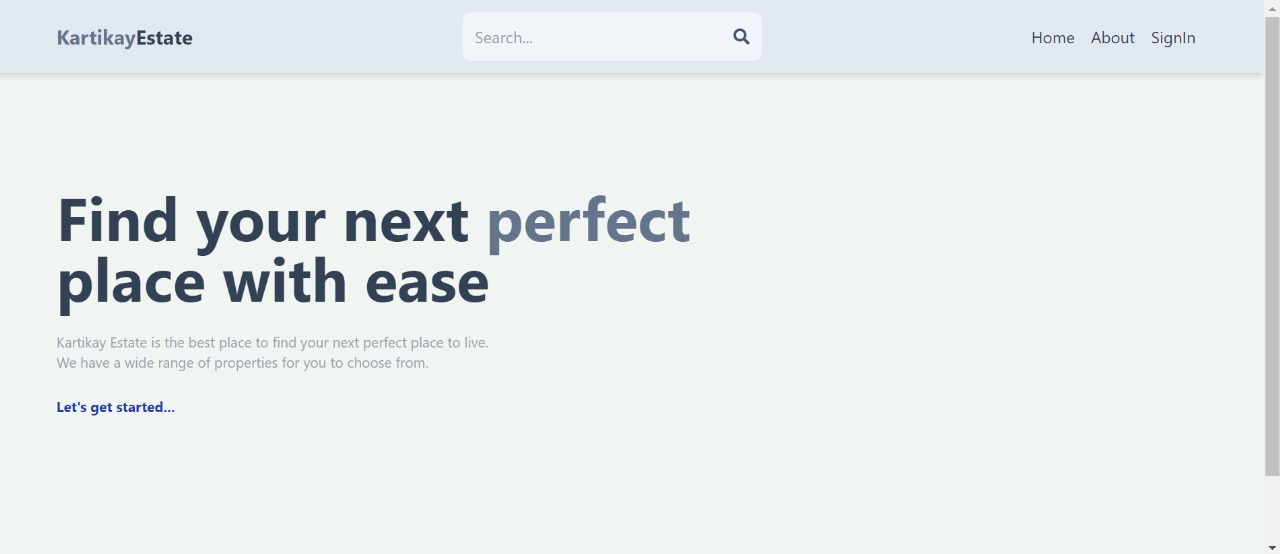 KartikayEstate
Search...
Home About SignIn
Find your next perfect
place with ease
Kartikay Estate is the best place to find your next perfect place to live.
We have a wide range of properties for you to choose from.
Let's get started...